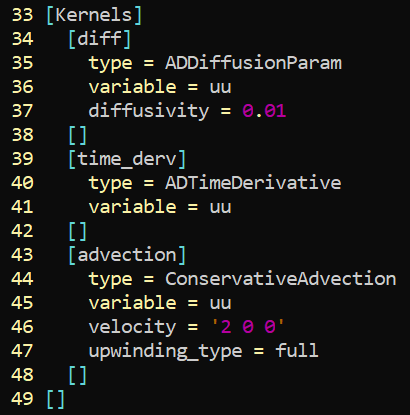 33 [Kernels]
34   [diff]
35     type = ADDiffusionParam
36     variable = uu
37     diffusivity = 0.01
38   []
39   [time_derv]
40     type = ADTimeDerivative
41     variable = uu
42   []
43   [advection]
44     type = ConservativeAdvection
45     variable = uu
46     velocity = '2 0 0'
47     upwinding_type = full
48   []
49 []